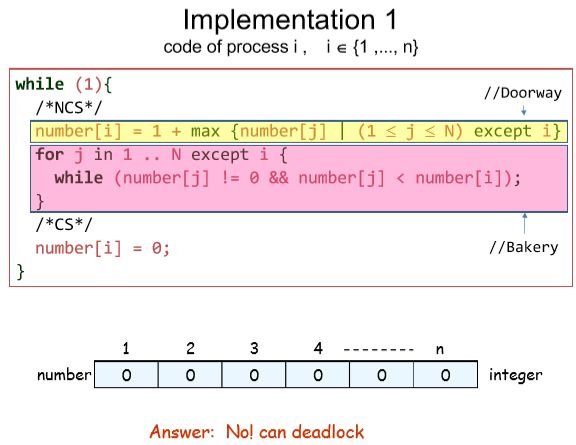 Implementation 1
code of process i ,    i ∈ {1 ,..., n}
while (1){
//Doorway
/*NCS*/
number[i] = 1 + max {number[j] | (1 ≤ j ≤ N) except i}
for j in 1 .. N except i {
while (number[j] != 0 && number[j] < number[i]);
}
/*CS*/
number[i] = 0;
//Bakery
}
1 2 3 4 -------- n
number 0 0 0 0 0 0 integer
Answer:  No! can deadlock